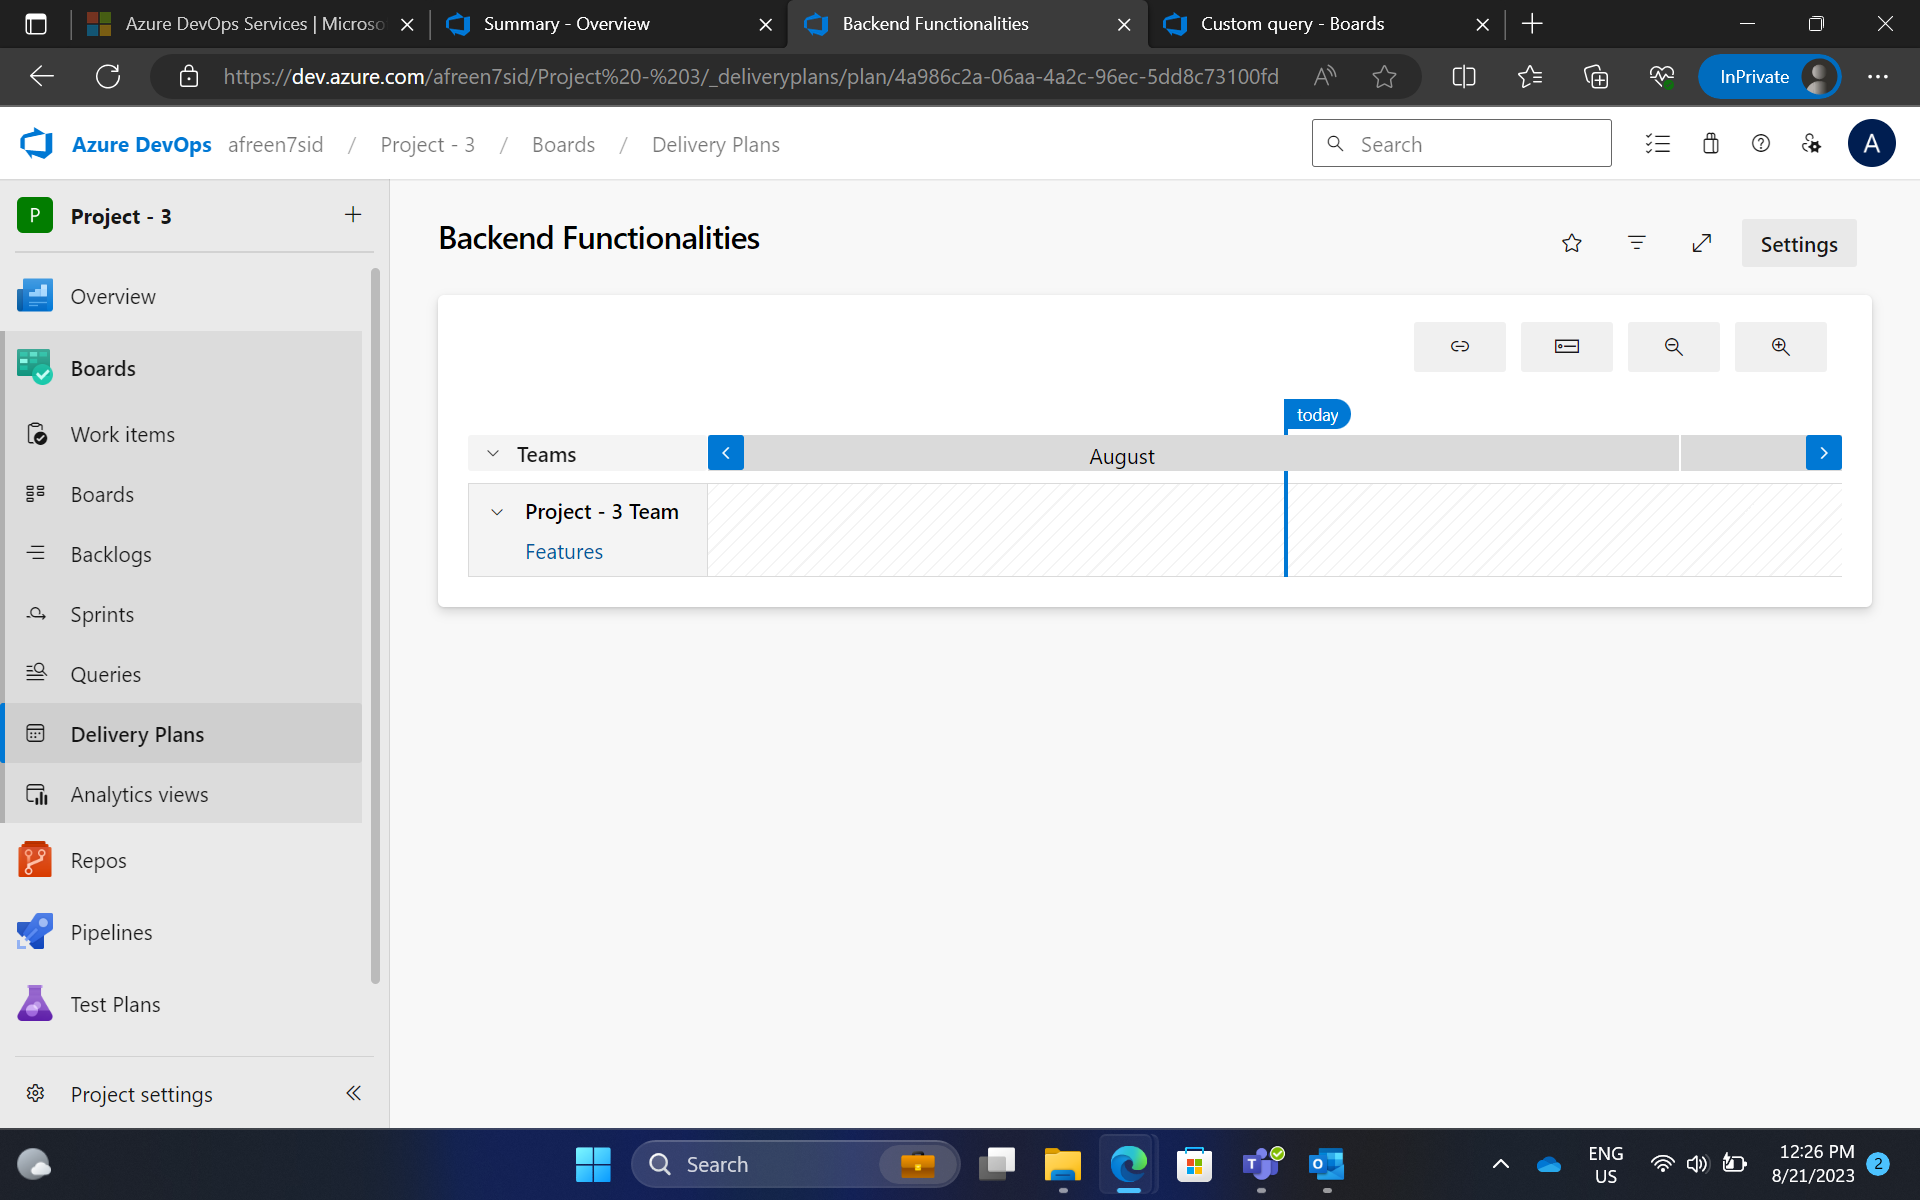 Azure DevOps Services | Microso
Summary - Overview
Backend Functionalities
Custom query - Boards
https://dev.azure.com/afreen7sid/Project%20-%203/_deliveryplans/plan/4a986c2a-06aa-4a2c-96ec-5dd8c73100fd
InPrivate
Azure DevOps afreen7sid / Project - 3 / Boards / Delivery Plans
Search
A
P Project - 3
Overview
Boards
Work items
Boards
Backlogs
Sprints
Queries
Delivery Plans
Analytics views
Repos
Pipelines
Test Plans
Project settings
Backend Functionalities
Settings
today
Teams
August
Project - 3 Team
Features
Search
ENG
US
12:26 PM
8/21/2023
2